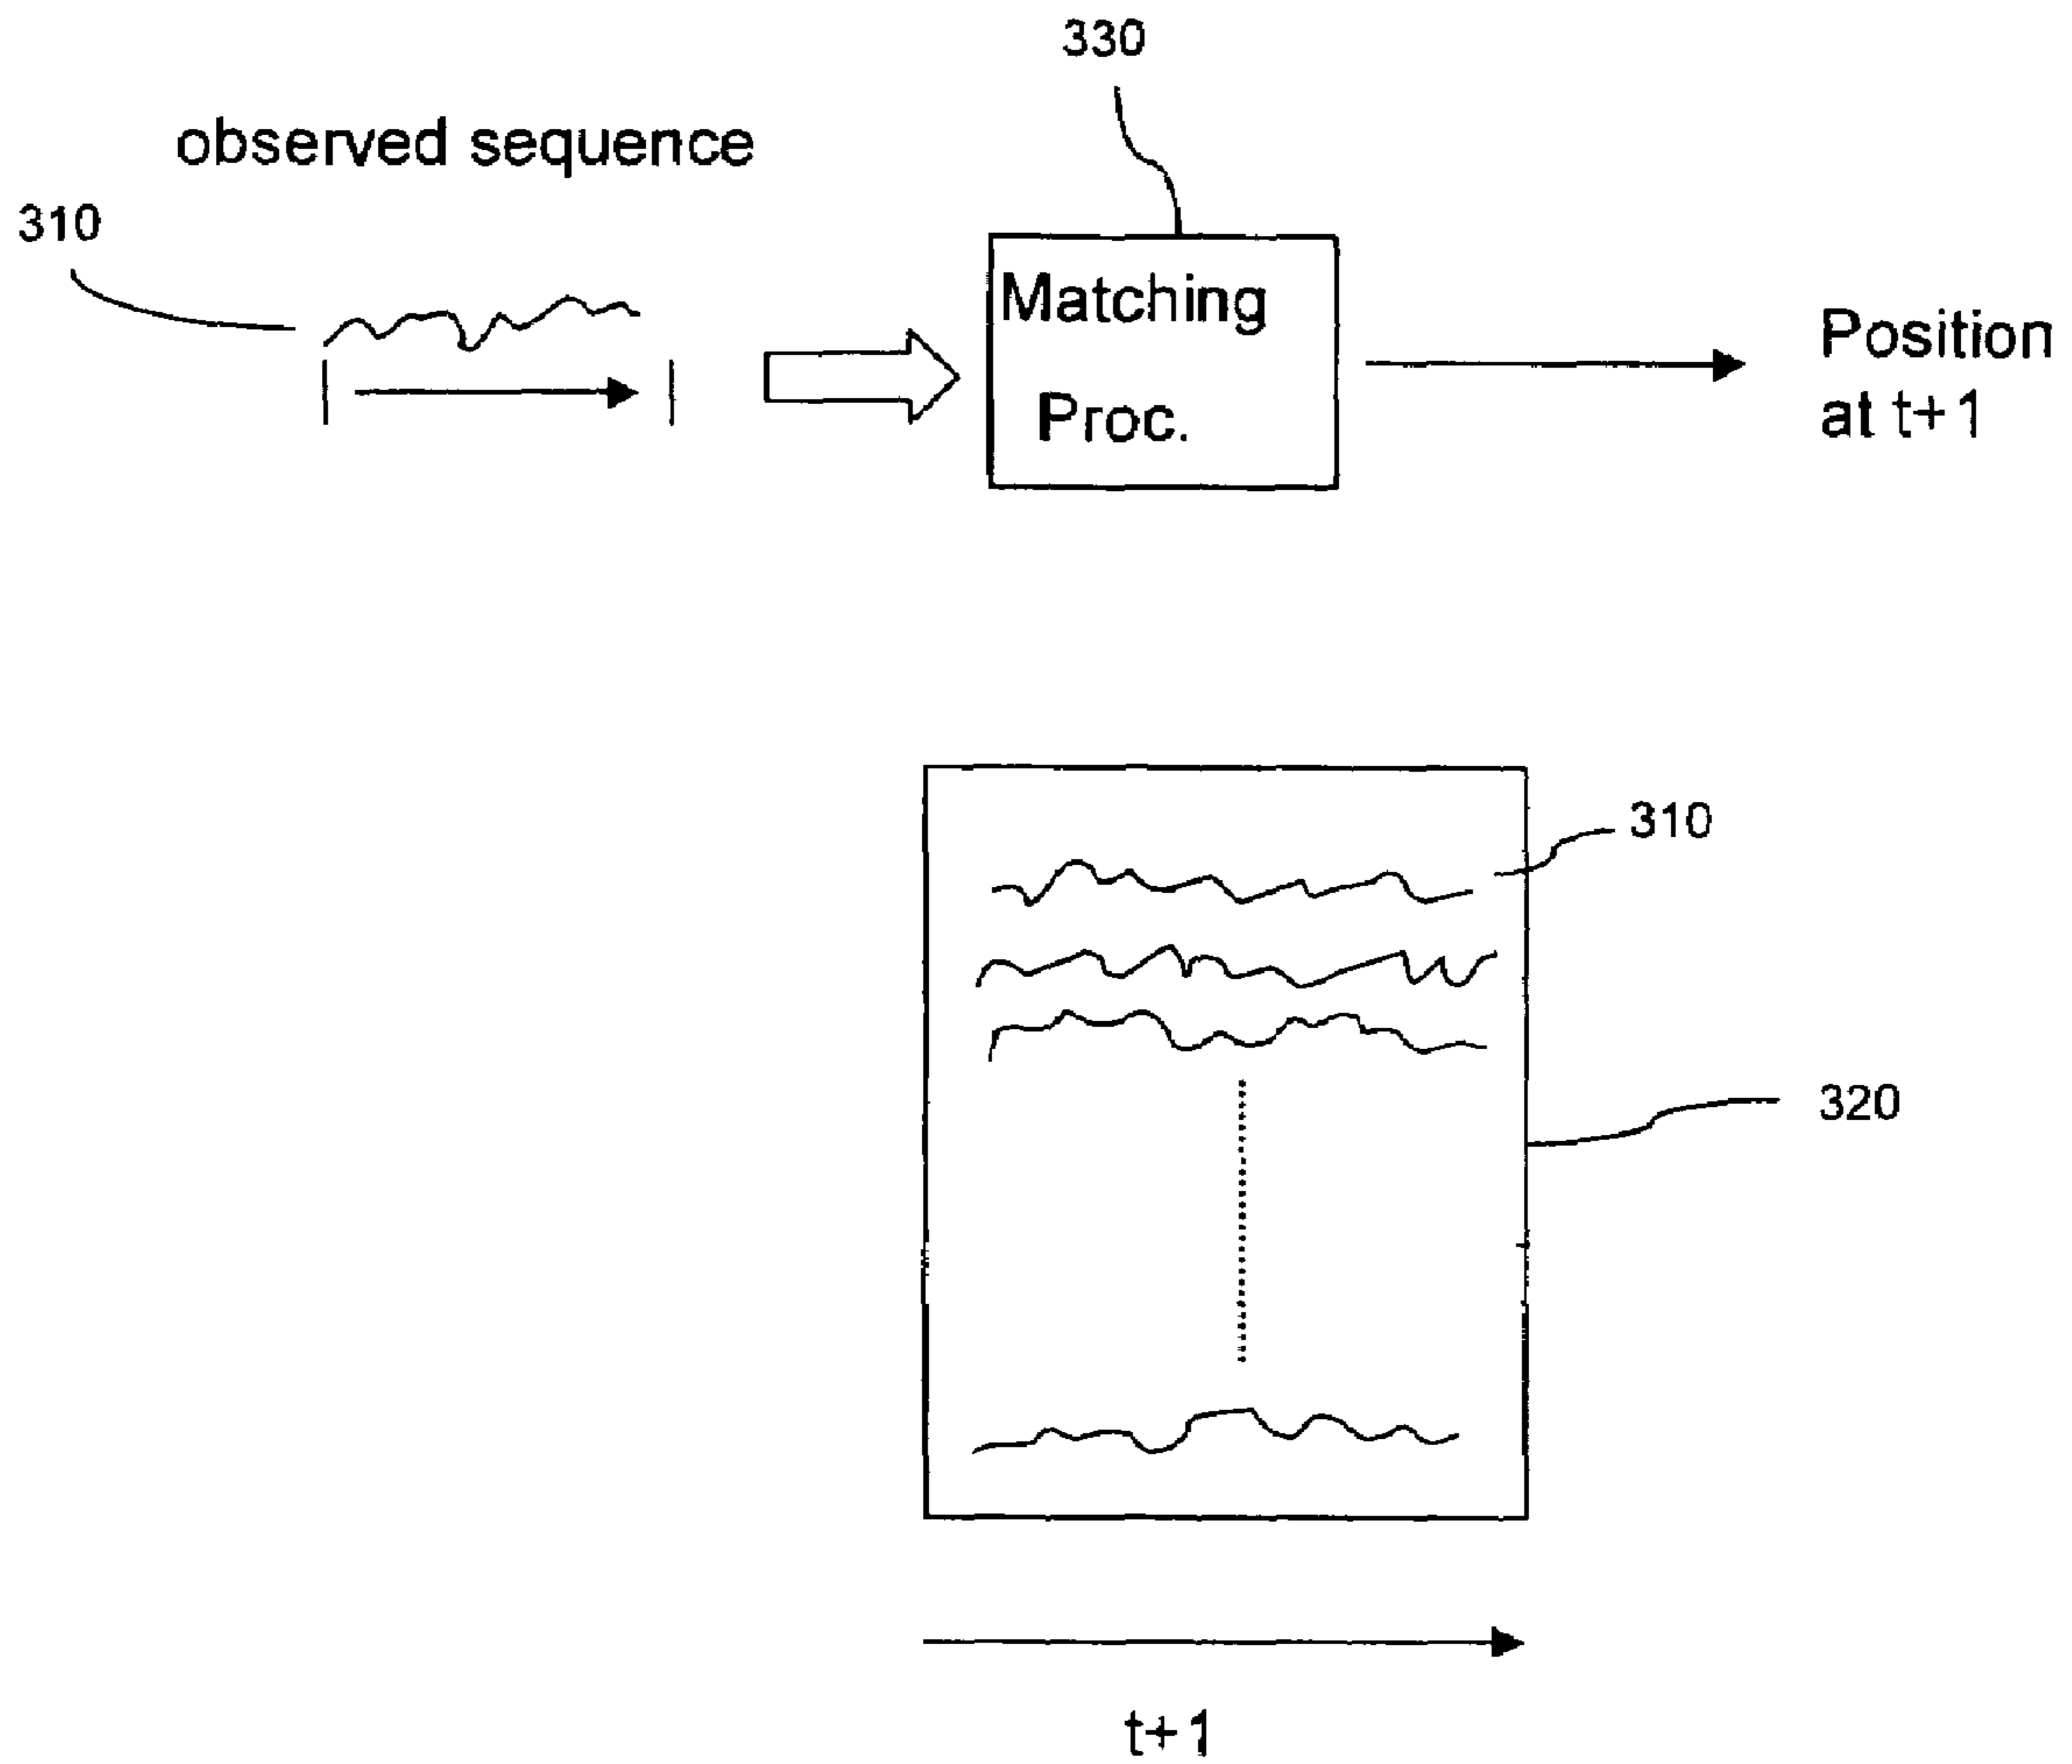 330
observed sequence
310
Matching
Proc.
Position
at t+1
310
320
t+1